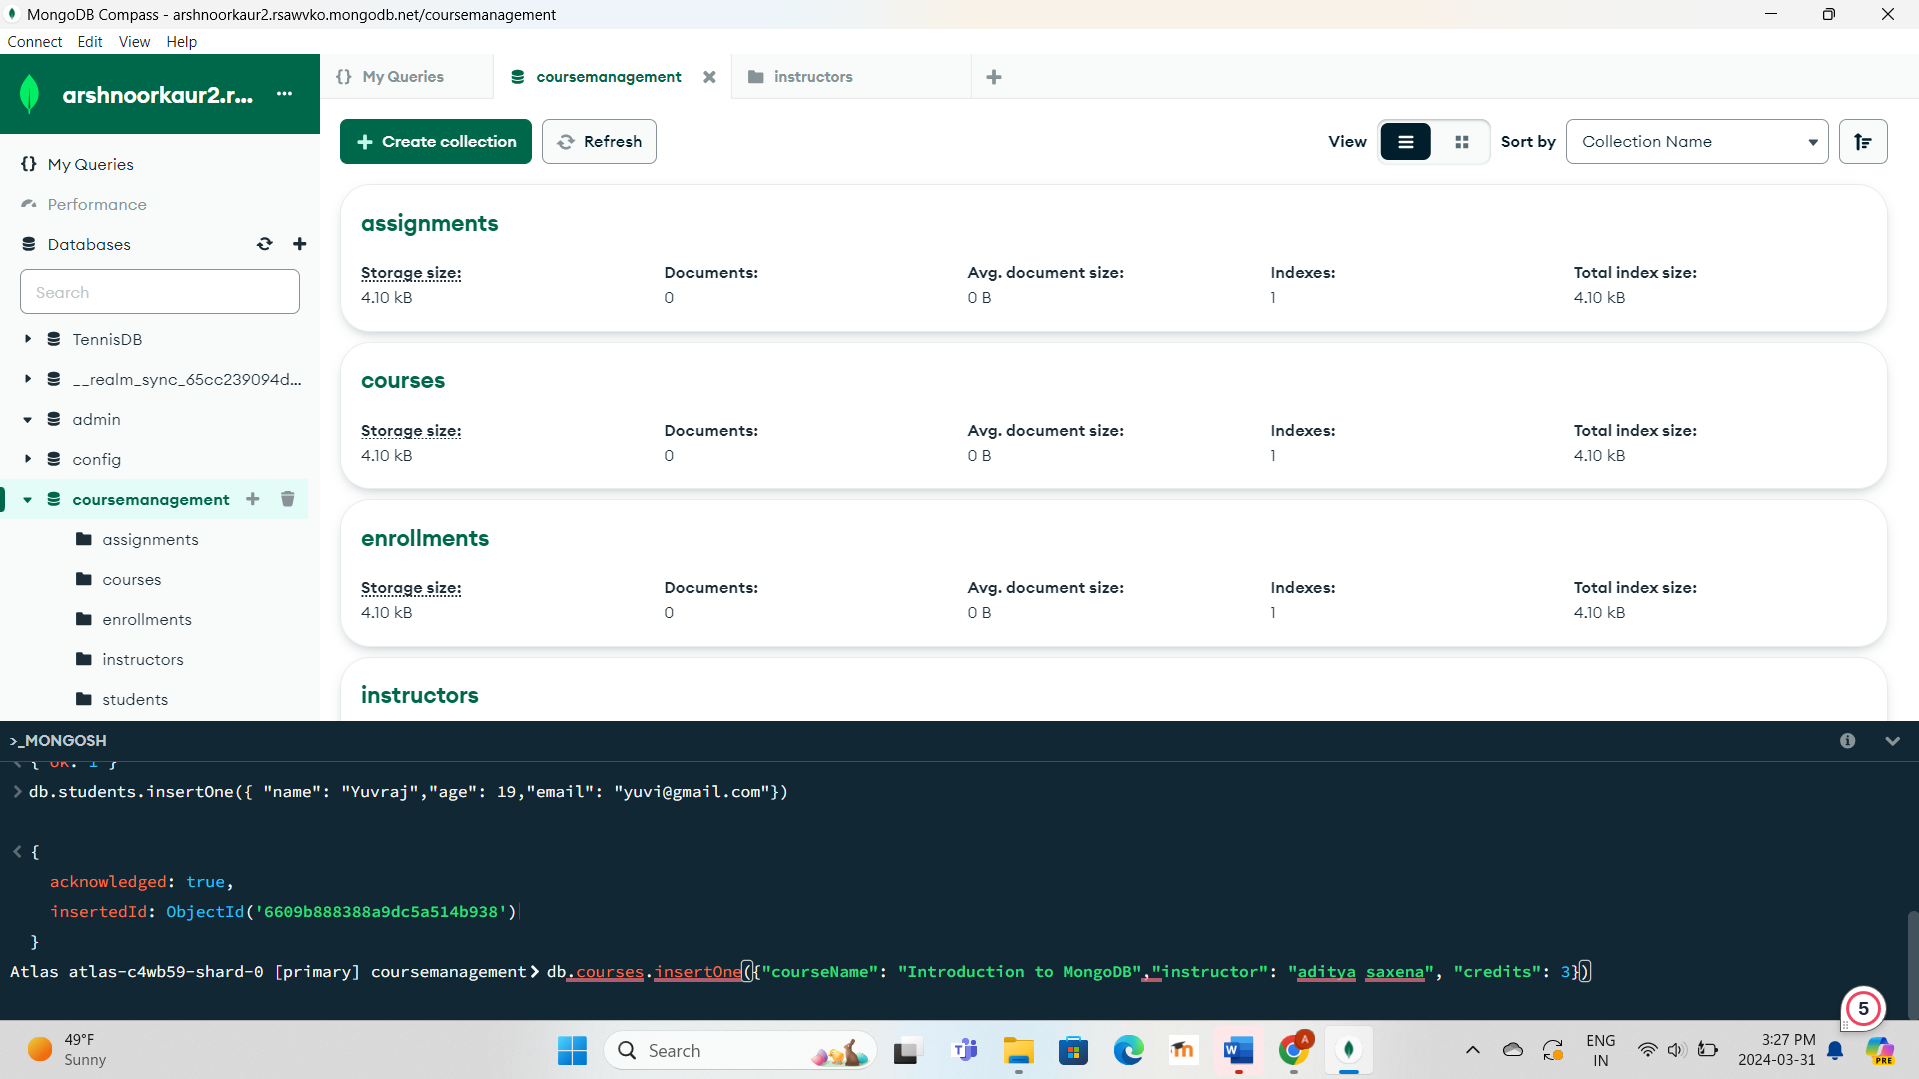 MongoDB Compass - arshnoorkaur2.rsawvko.mongodb.net/coursemanagement
Connect Edit View Help
arshnoorkaur2.r... ...
{} My Queries
coursemanagement
instructors
My Queries
Performance
Databases
Search
TennisDB
__realm_sync_65cc239094d...
admin
config
coursemanagement
assignments
courses
enrollments
instructors
students
Create collection
Refresh
View
Sort by
Collection Name
assignments
Storage size: Documents: Avg. document size: Indexes: Total index size:
4.10 kB 0 0 B 1 4.10 kB
courses
Storage size: Documents: Avg. document size: Indexes: Total index size:
4.10 kB 0 0 B 1 4.10 kB
enrollments
Storage size: Documents: Avg. document size: Indexes: Total index size:
4.10 kB 0 0 B 1 4.10 kB
instructors
>_MONGOSH
< { ok: 1 }
> db.students.insertOne({ "name": "Yuvraj","age": 19,"email": "yuvi@gmail.com"})
< {
acknowledged: true,
insertedId: ObjectId('6609b888388a9dc5a514b938')
}
Atlas atlas-c4wb59-shard-0 [primary] coursemanagement> db.courses.insertOne({"courseName": "Introduction to MongoDB","instructor": "aditya saxena", "credits": 3})
5
49°F
Sunny
Search
ENG
IN
3:27 PM
2024-03-31
PRE